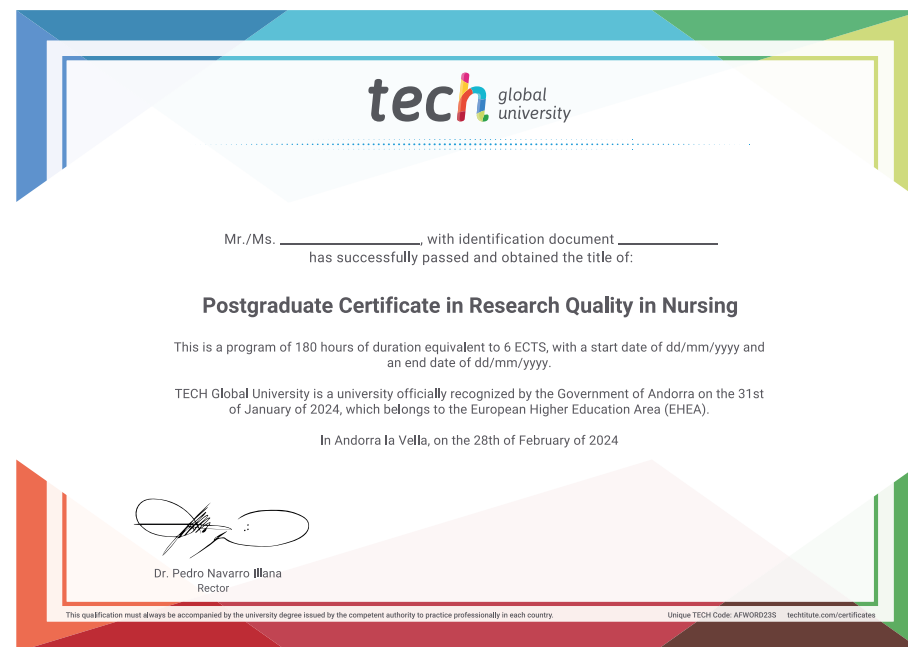 tech global university
Mr./Ms. ____________________, with identification document ______________
has successfully passed and obtained the title of:
Postgraduate Certificate in Research Quality in Nursing
This is a program of 180 hours of duration equivalent to 6 ECTS, with a start date of dd/mm/yyyy and
an end date of dd/mm/yyyy.
TECH Global University is a university officially recognized by the Government of Andorra on the 31st
of January of 2024, which belongs to the European Higher Education Area (EHEA).
In Andorra la Vella, on the 28th of February of 2024
Dr. Pedro Navarro Illana
Rector
This qualification must always be accompanied by the university degree issued by the competent authority to practice professionally in each country.
Unique TECH Code: AFWORD23S techtitute.com/certificates